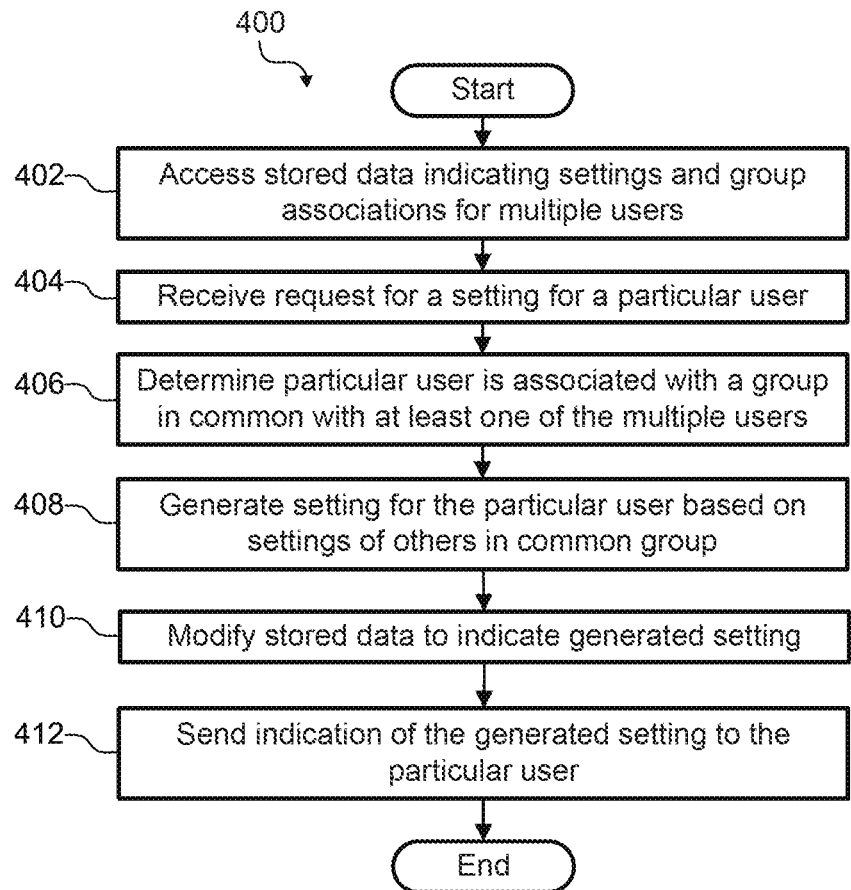 400
Start
402
Access stored data indicating settings and group
associations for multiple users
404
Receive request for a setting for a particular user
406
Determine particular user is associated with a group
in common with at least one of the multiple users
408
Generate setting for the particular user based on
settings of others in common group
410
Modify stored data to indicate generated setting
412
Send indication of the generated setting to the
particular user
End